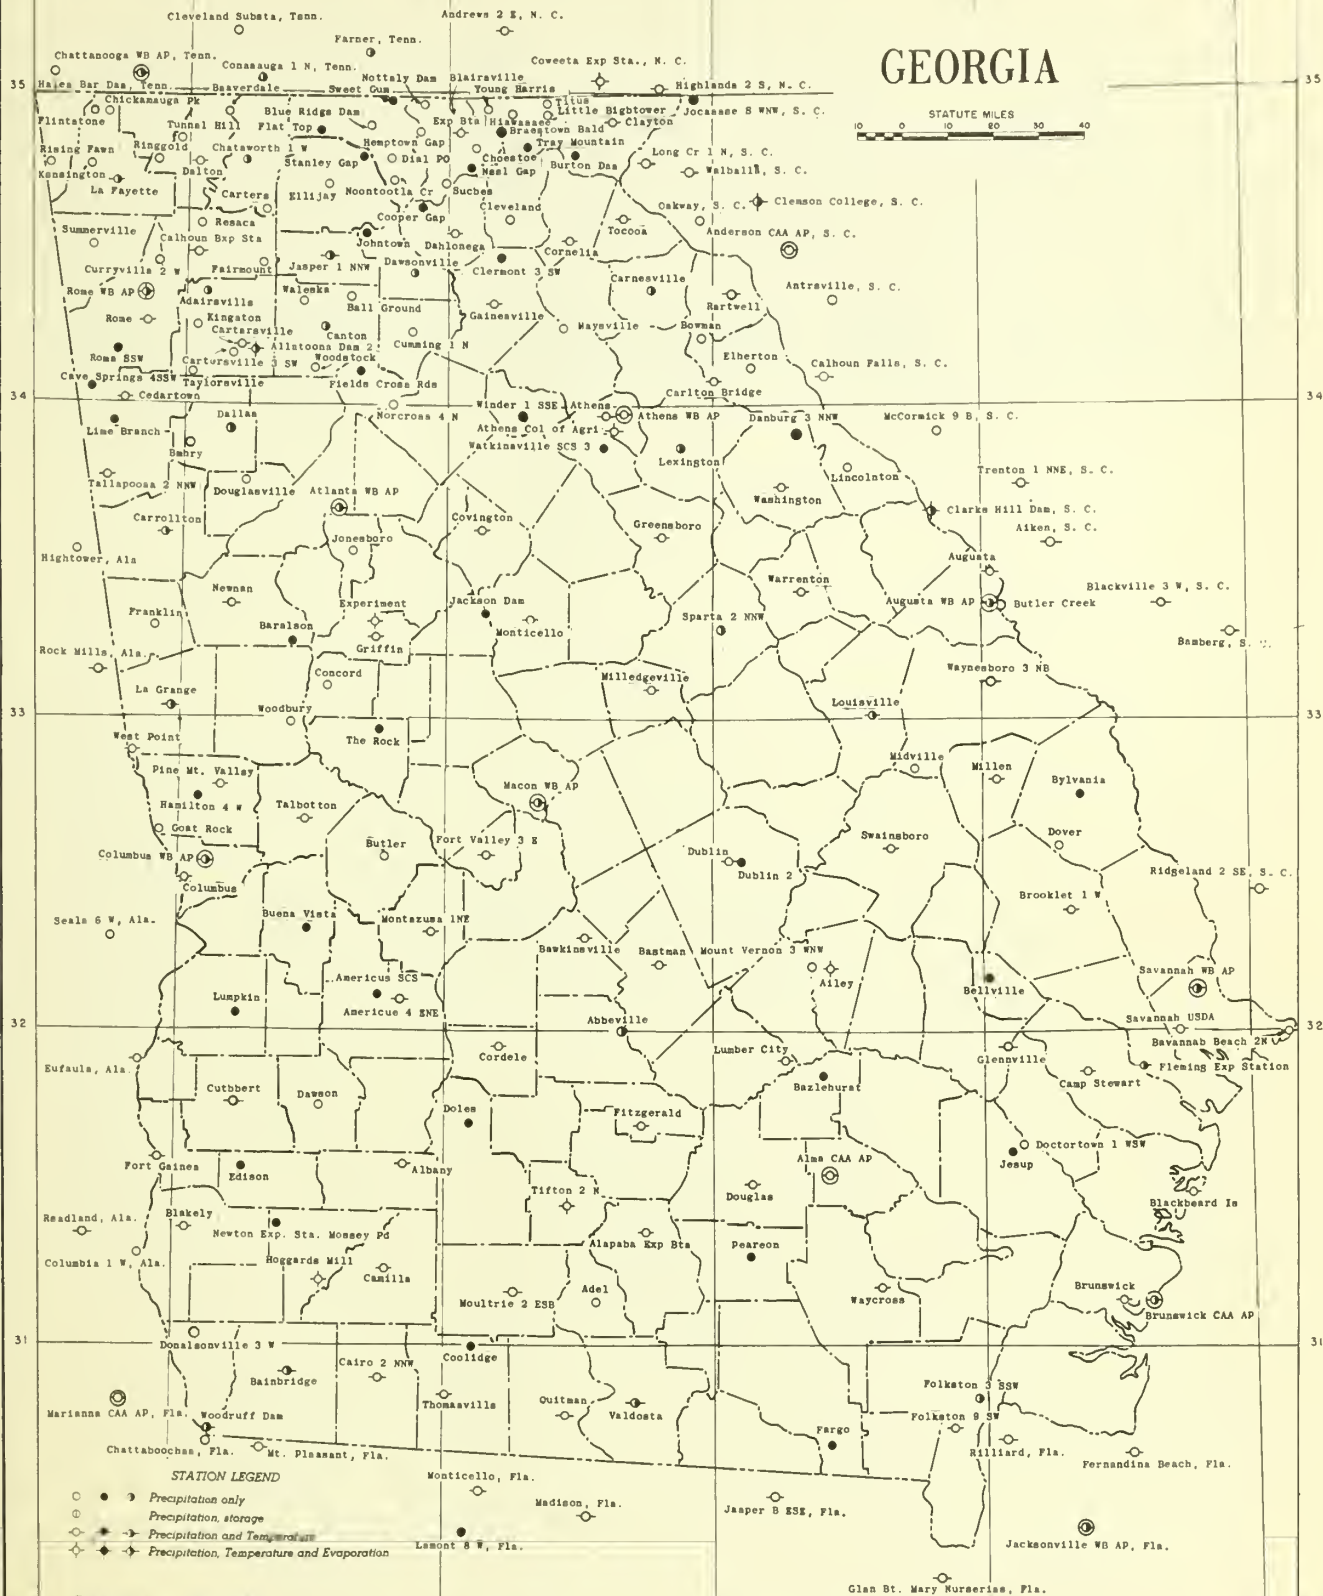 Cleveland Substa, Tenn.
Andrews 2 E, N. C.
Farner, Tenn.
GEORGIA
Chattanooga WB AP, Tenn.
Conasauga 1 N, Tenn.
Coweeta Exp Sta., N. C.
Nottaly Dam Blairsville
35 Hales Bar Dam, Tenn. Beaverdale Sweet Gum Young Harris Highlands 2 S, N. C. 35
Chickamauga Pk Titus Jocassee 8 WNW, S. C.
STATUTE MILES
Blue Ridge Dam Little Hightower
Flintstone Tunnel Hill Flat Top Exp Sta Hiawassee Clayton
10 0 10 20 30 40
Brasstown Bald
Ringgold Hemptown Gap Tray Mountain
Rising Fawn Chatsworth 1 W Stanley Gap Dial PO Choestoe Long Cr 1 N, S. C.
Kensington Dalton Neel Gap Burton Dam Walhalla, S. C.
La Fayette Carters Ellijay Noontootla Cr Suches
Cleveland Oakway, S. C. Clemson College, S. C.
Resaca Cooper Gap
Summerville Tocoa Anderson CAA AP, S. C.
Calhoun Exp Sta Johntown Dahlonega Cornelia
Curryville 2 W Fairmount Jasper 1 NNW Dawsonville Clermont 3 SW
Carnesville
Rome WB AP Waleska Antreville, S. C.
Adairsville Ball Ground Hartwell
Rome Kingston Gainesville
Cartersville Canton Maysville Bowman
Allatoona Dam 2 Cumming 1 N
Rome SSW Cartersville 3 SW Woodstock Elberton Calhoun Falls, S. C.
Cave Springs 4SSW Taylorsville Fields Cross Rds
34 Cedartown Carlton Bridge 34
Dallas Norcross 4 N Winder 1 SSE Athens Athens WB AP Danburg 3 NNW McCormick 9 E, S. C.
Lime Branch Athens Col of Agri
Embry Watkinsville SCS 3
Lexington
Trenton 1 NNE, S. C.
Tallapoosa 2 NNW Douglasville Atlanta WB AP Lincolnton
Washington
Carrollton Covington Greensboro Clarks Hill Dam, S. C.
Aiken, S. C.
Jonesboro
Hightower, Ala Augusta
Warrenton
Newnan Blackville 3 W, S. C.
Experiment Jackson Dam Augusta WB AP Butler Creek
Franklin Sparta 2 NNW
Haralson Monticello
Rock Mills, Ala. Griffin Bamberg, S. C.
Concord Milledgeville Waynesboro 3 NE
La Grange
33 Woodbury Louisville 33
West Point The Rock
Midville
Pine Mt. Valley Millen
Macon WB AP Sylvania
Hamilton 4 W Talbotton
Goat Rock Dover
Butler Fort Valley 3 E Swainsboro
Columbus WB AP Dublin
Dublin 2 Ridgeland 2 SE, S. C.
Columbus Brooklet 1 W
Buena Vista Montezuma 1NE
Seale 6 W, Ala.
Hawkinsville Eastman Mount Vernon 3 WNW
Americus SCS Savannah WB AP
Lumpkin Ailey Bellville
Americus 4 ENE
Abbeville Savannah USDA
32 32
Cordele Lumber City Glennville Savannah Beach 2N
Eufaula, Ala. Fleming Exp Station
Cuthbert Dawson Hazlehurst Camp Stewart
Doles Fitzgerald
Doctortown 1 WSW
Fort Gaines Albany Alma CAA AP Jesup
Edison
Tifton 2 N Douglas
Blackbeard Is
Headland, Ala. Blakely
Newton Exp. Sta. Mossey Pd
Alapaha Exp Sta Pearson
Columbia 1 W, Ala. Hoggards Mill
Camilla
Moultrie 2 ESE Adel Waycross Brunswick
Brunswick CAA AP
31 31
Donalsonville 3 W Cairo 2 NNW Coolidge
Bainbridge
Folkston 3 SSW
Marianna CAA AP, Fla. Woodruff Dam Thomasville Quitman Valdosta
Folkston 9 SW
Fargo
Chattahoochee, Fla. Mt. Pleasant, Fla. Hilliard, Fla.
Fernandina Beach, Fla.
STATION LEGEND
Monticello, Fla.
Precipitation only
Madison, Fla. Jasper 8 ESE, Fla.
Precipitation, storage
Precipitation and Temperature
Lamont 8 W, Fla. Jacksonville WB AP, Fla.
Precipitation, Temperature and Evaporation
Glen St. Mary Nurseries, Fla.